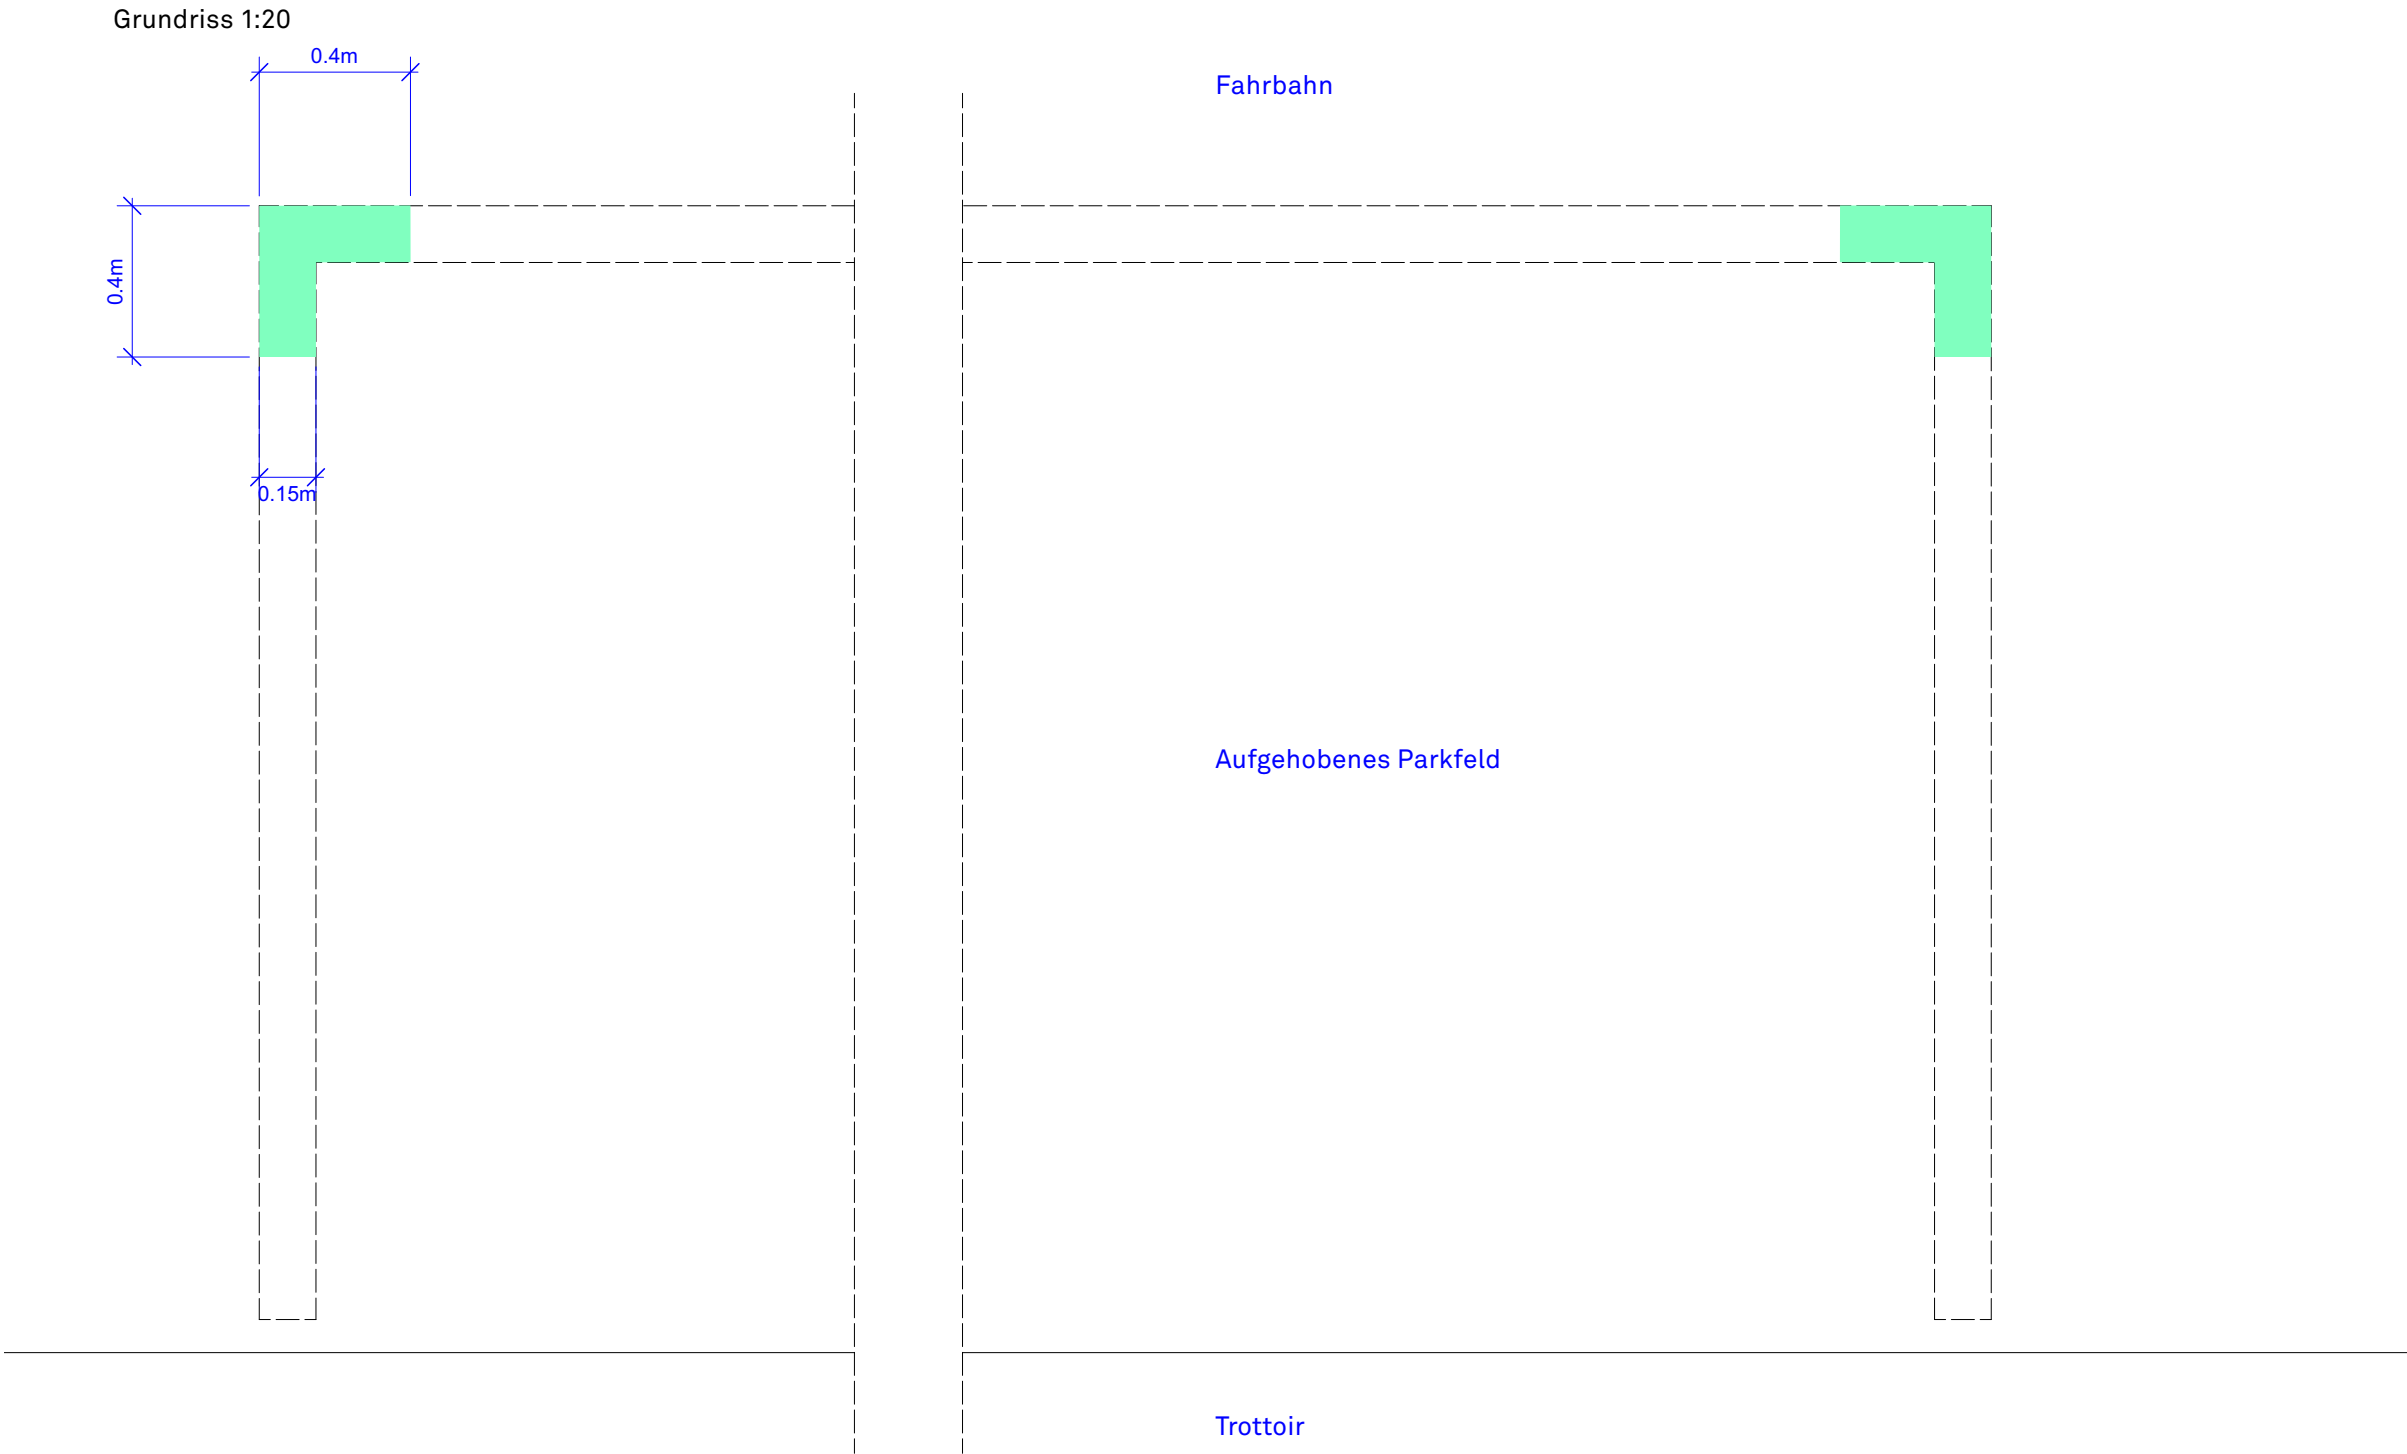 Grundriss 1:20
0.4m
Fahrbahn
0.4m
0.15m
Aufgehobenes Parkfeld
Trottoir